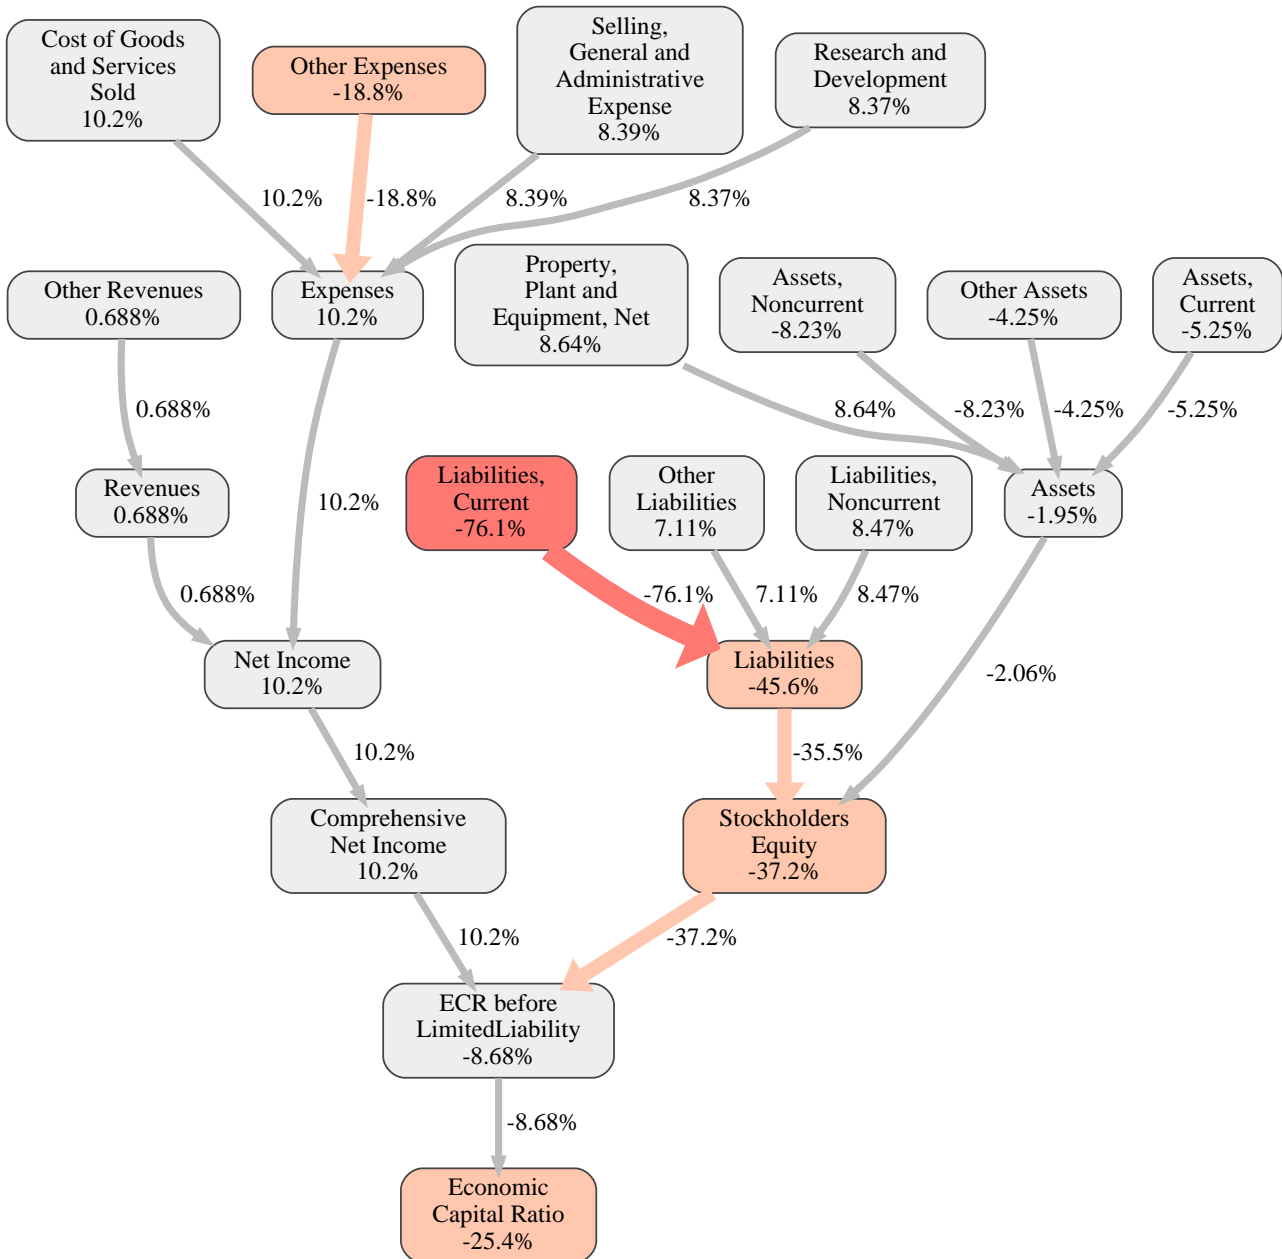 Cost of Goods
and Services
Sold
10.2%
Other Expenses
-18.8%
Selling,
General and
Administrative
Expense
8.39%
Research and
Development
8.37%
10.2%
-18.8%
8.39%
8.37%
Other Revenues
0.688%
Expenses
10.2%
Property,
Plant and
Equipment, Net
8.64%
Assets,
Noncurrent
-8.23%
Other Assets
-4.25%
Assets,
Current
-5.25%
0.688%
8.64%
-8.23%
-4.25%
-5.25%
Revenues
0.688%
10.2%
Liabilities,
Current
-76.1%
Other
Liabilities
7.11%
Liabilities,
Noncurrent
8.47%
Assets
-1.95%
0.688%
-76.1%
7.11%
8.47%
Net Income
10.2%
Liabilities
-45.6%
-2.06%
10.2%
-35.5%
Comprehensive
Net Income
10.2%
Stockholders
Equity
-37.2%
10.2%
-37.2%
ECR before
LimitedLiability
-8.68%
-8.68%
Economic
Capital Ratio
-25.4%